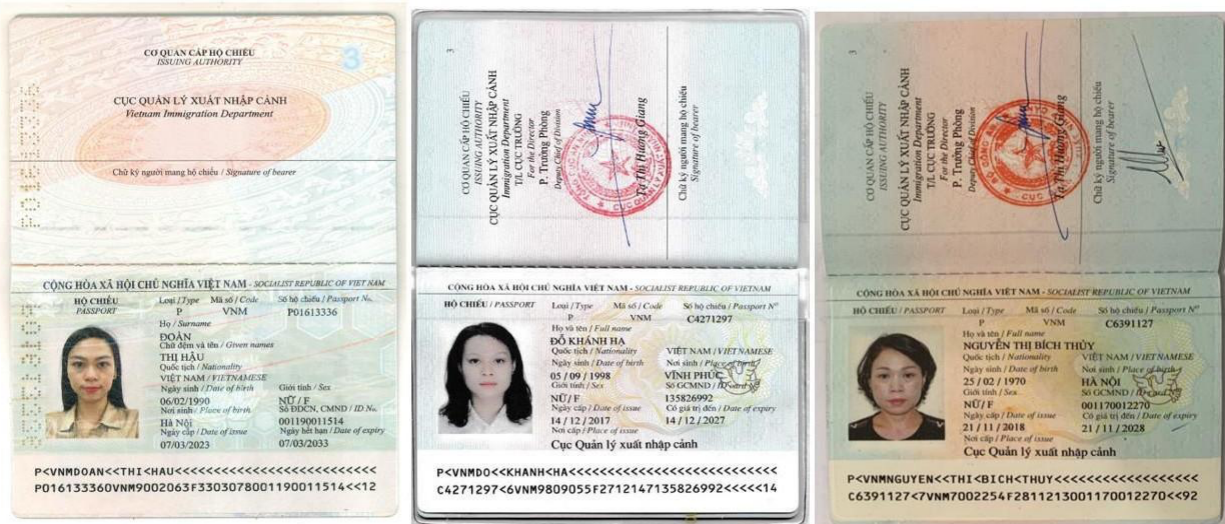 CƠ QUAN CẤP HỘ CHIẾU
ISSUING AUTHORITY
3
CỤC QUẢN LÝ XUẤT NHẬP CẢNH
Vietnam Immigration Department
Chữ ký người mang hộ chiếu / Signature of bearer
CỘNG HÒA XÃ HỘI CHỦ NGHĨA VIỆT NAM - SOCIALIST REPUBLIC OF VIET NAM
HỘ CHIẾU
PASSPORT
Loại / Type Mã số / Code Số hộ chiếu / Passport No.
P VNM P01613336
Họ / Surname
ĐOÀN
Chữ đệm và tên / Given names
THỊ HẬU
Quốc tịch / Nationality
VIỆT NAM / VIETNAMESE
Ngày sinh / Date of birth Giới tính / Sex
06/02/1990 NỮ / F
Nơi sinh / Place of birth Số ĐDCN, CMND / ID No.
Hà Nội 001190011514
Ngày cấp / Date of issue Ngày hết hạn / Date of expiry
07/03/2023 07/03/2033
P<VNMDOAN<<THI<HAU<<<<<<<<<<<<<<<<<<<<<<<<<<
P016133360VNM9002063F3303078001190011514<<12
3
CƠ QUAN CẤP HỘ CHIẾU
ISSUING AUTHORITY
CỤC QUẢN LÝ XUẤT NHẬP CẢNH
Immigration Department
T/L CỤC TRƯỞNG
For the Director
P. Trưởng Phòng
Deputy Chief of Division
Tạ Thị Hương Giang
Chữ ký người mang hộ chiếu
Signature of bearer
CỘNG HÒA XÃ HỘI CHỦ NGHĨA VIỆT NAM - SOCIALIST REPUBLIC OF VIETNAM
HỘ CHIẾU / PASSPORT
Loại / Type Mã số / Code Số hộ chiếu / Passport Nº
P VNM C4271297
Họ và tên / Full name
ĐỖ KHÁNH HẠ
Quốc tịch / Nationality VIỆT NAM / VIETNAMESE
Ngày sinh / Date of birth Nơi sinh / Place of birth
05 / 09 / 1998 VĨNH PHÚC
Giới tính / Sex Số GCMND / ID card Nº
NỮ / F 135826992
Ngày cấp / Date of issue Có giá trị đến / Date of expiry
14 / 12 / 2017 14 / 12 / 2027
Nơi cấp / Place of issue
Cục Quản lý xuất nhập cảnh
P<VNMDO<<KHANH<HA<<<<<<<<<<<<<<<<<<<<<<<<<<<
C4271297<6VNM9809055F2712147135826992<<<<<14
3
CƠ QUAN CẤP HỘ CHIẾU
ISSUING AUTHORITY
CỤC QUẢN LÝ XUẤT NHẬP CẢNH
Immigration Department
T/L CỤC TRƯỞNG
For the Director
P. Trưởng Phòng
Deputy Chief of Division
Tạ Thị Hương Giang
Chữ ký người mang hộ chiếu
Signature of bearer
CỘNG HÒA XÃ HỘI CHỦ NGHĨA VIỆT NAM - SOCIALIST REPUBLIC OF VIETNAM
HỘ CHIẾU / PASSPORT
Loại / Type Mã số / Code Số hộ chiếu / Passport Nº
P VNM C6391127
Họ và tên / Full name
NGUYỄN THỊ BÍCH THỦY
Quốc tịch / Nationality VIỆT NAM / VIETNAMESE
Ngày sinh / Date of birth Nơi sinh / Place of birth
25 / 02 / 1970 HÀ NỘI
Giới tính / Sex Số GCMND / ID card Nº
NỮ / F 001170012270
Ngày cấp / Date of issue Có giá trị đến / Date of expiry
21 / 11 / 2018 21 / 11 / 2028
Nơi cấp / Place of issue
Cục Quản lý xuất nhập cảnh
P<VNMNGUYEN<<THI<BICH<THUY<<<<<<<<<<<<<<<<<<
C6391127<7VNM7002254F2811213001170012270<<92